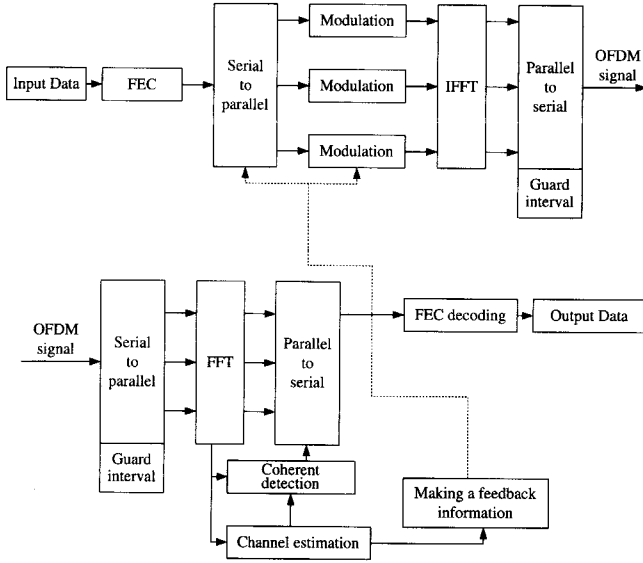 Input Data
FEC
Serial
to
parallel
Modulation
Modulation
Modulation
IFFT
Parallel
to
serial
Guard
interval
OFDM
signal
OFDM
signal
Serial
to
parallel
Guard
interval
FFT
Parallel
to
serial
FEC decoding
Output Data
Coherent
detection
Channel estimation
Making a feedback
information